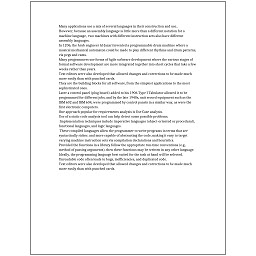 Many applications use a mix of several languages in their construction and use.
However, because an assembly language is little more than a different notation for a
machine language, two machines with different instruction sets also have different
assembly languages.
In 1206, the Arab engineer Al-Jazari invented a programmable drum machine where a
musical mechanical automaton could be made to play different rhythms and drum patterns,
via pegs and cams.
Many programmers use forms of Agile software development where the various stages of
formal software development are more integrated together into short cycles that take a few
weeks rather than years.
Text editors were also developed that allowed changes and corrections to be made much
more easily than with punched cards.
They are the building blocks for all software, from the simplest applications to the most
sophisticated ones.
Later a control panel (plug board) added to his 1906 Type I Tabulator allowed it to be
programmed for different jobs, and by the late 1940s, unit record equipment such as the
IBM 602 and IBM 604, were programmed by control panels in a similar way, as were the
first electronic computers.
One approach popular for requirements analysis is Use Case analysis.
Use of a static code analysis tool can help detect some possible problems.
Implementation techniques include imperative languages (object-oriented or procedural),
functional languages, and logic languages.
These compiled languages allow the programmer to write programs in terms that are
syntactically richer, and more capable of abstracting the code, making it easy to target
varying machine instruction sets via compilation declarations and heuristics.
Provided the functions in a library follow the appropriate run-time conventions (e.g.,
method of passing arguments), then these functions may be written in any other language.
Ideally, the programming language best suited for the task at hand will be selected.
Unreadable code often leads to bugs, inefficiencies, and duplicated code.
Text editors were also developed that allowed changes and corrections to be made much
more easily than with punched cards.